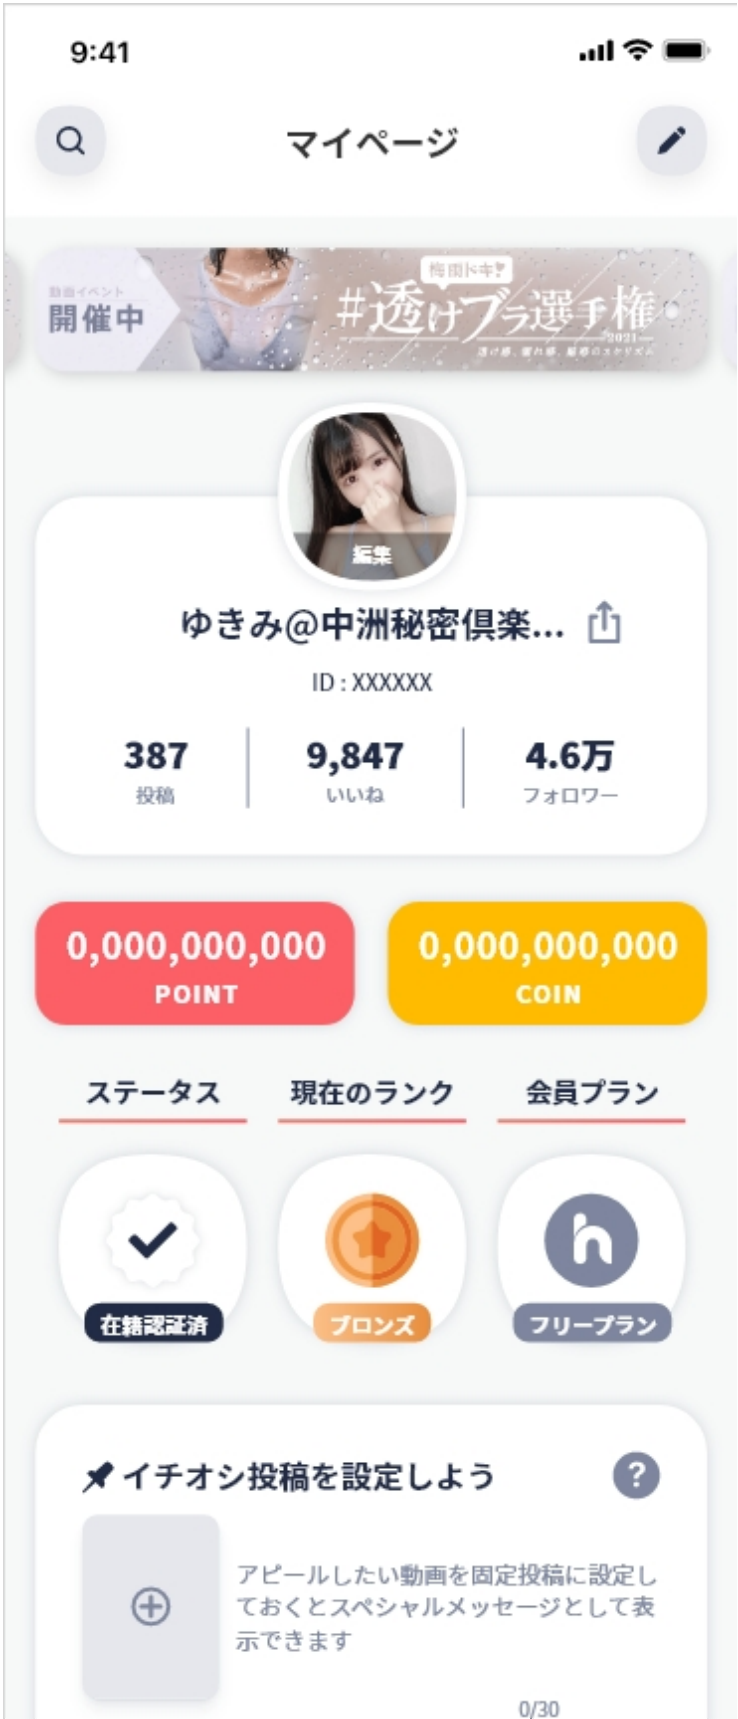 9:41
マイページ
動画イベント
開催中
梅雨ドキ!
#透けブラ選手権
2021
編集
ゆきみ@中洲秘密倶楽...
ID : XXXXXX
387
投稿
9,847
いいね
4.6万
フォロワー
0,000,000,000
POINT
0,000,000,000
COIN
ステータス
現在のランク
会員プラン
在籍認証済
ブロンズ
h
フリープラン
イチオシ投稿を設定しよう
?
アピールしたい動画を固定投稿に設定し
ておくとスペシャルメッセージとして表
示できます
0/30